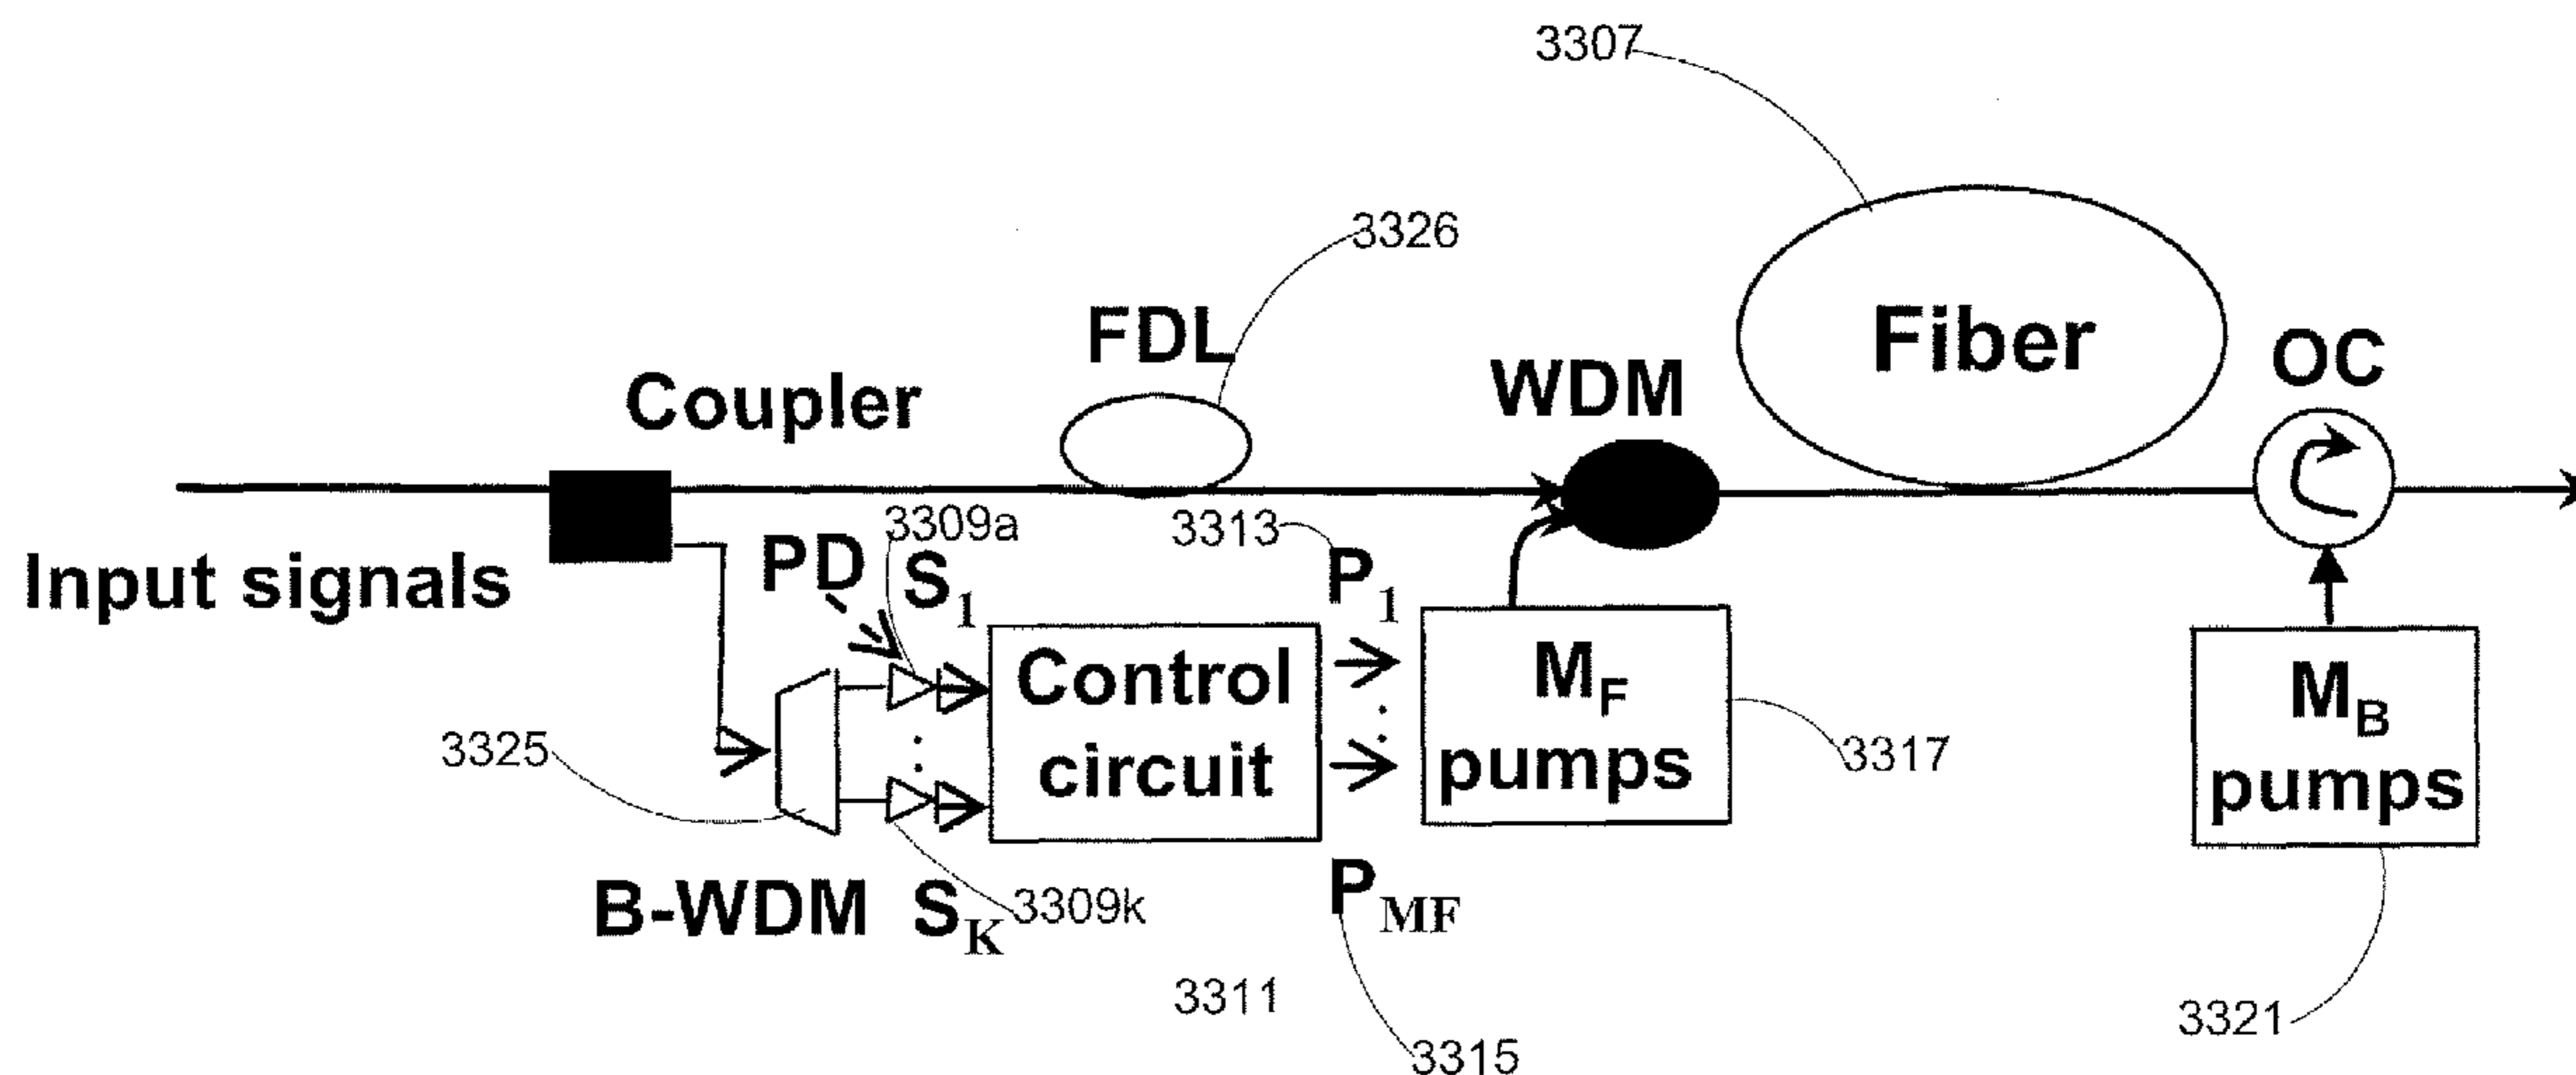 3307
3326
FDL
Fiber
OC
Coupler
WDM
3309a
3313
Input signals
PD
S1
P1
Control
circuit
MF
pumps
MB
pumps
3325
3317
B-WDM
SK
3309k
PMF
3311
3315
3321